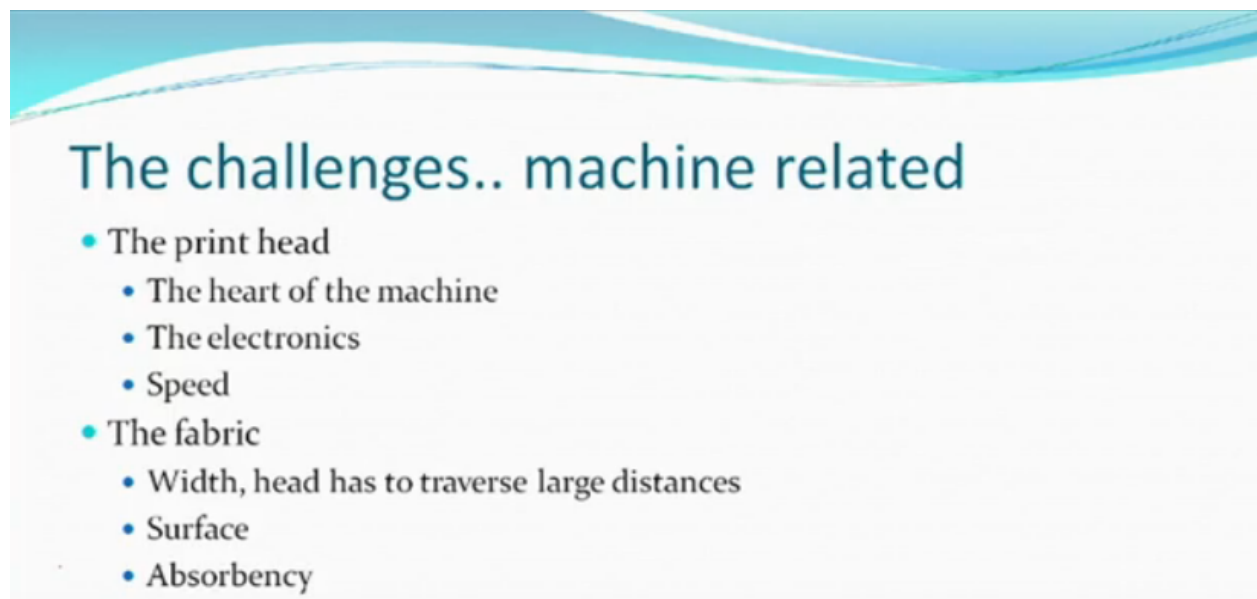 The challenges.. machine related
• The print head
• The heart of the machine
• The electronics
• Speed
• The fabric
• Width, head has to traverse large distances
• Surface
• Absorbency